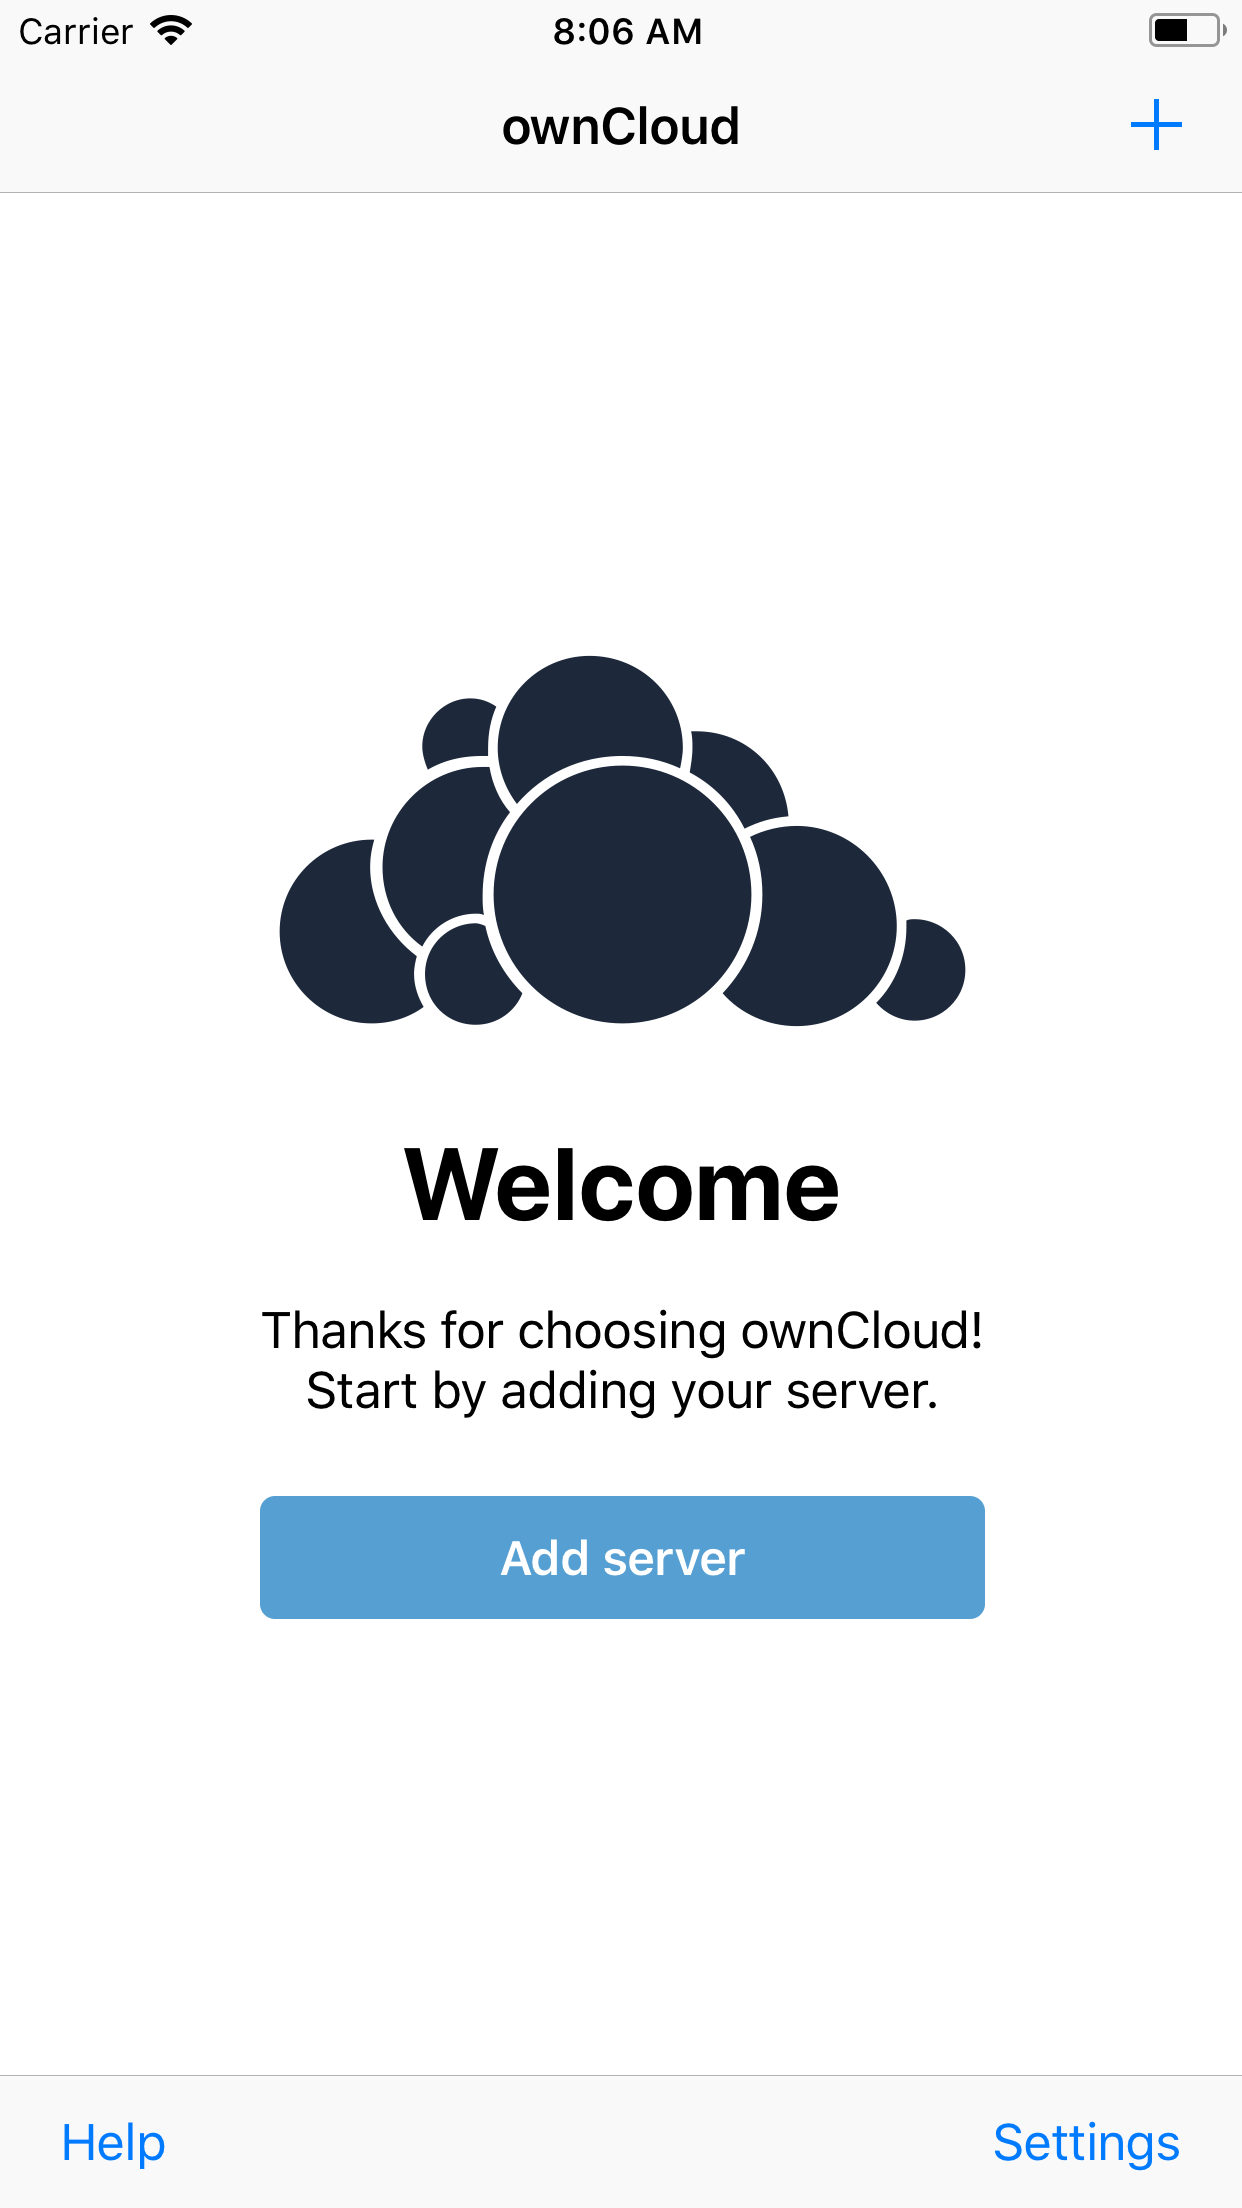 Carrier 8:06 AM
ownCloud
Welcome
Thanks for choosing ownCloud!
Start by adding your server.
Add server
Help Settings